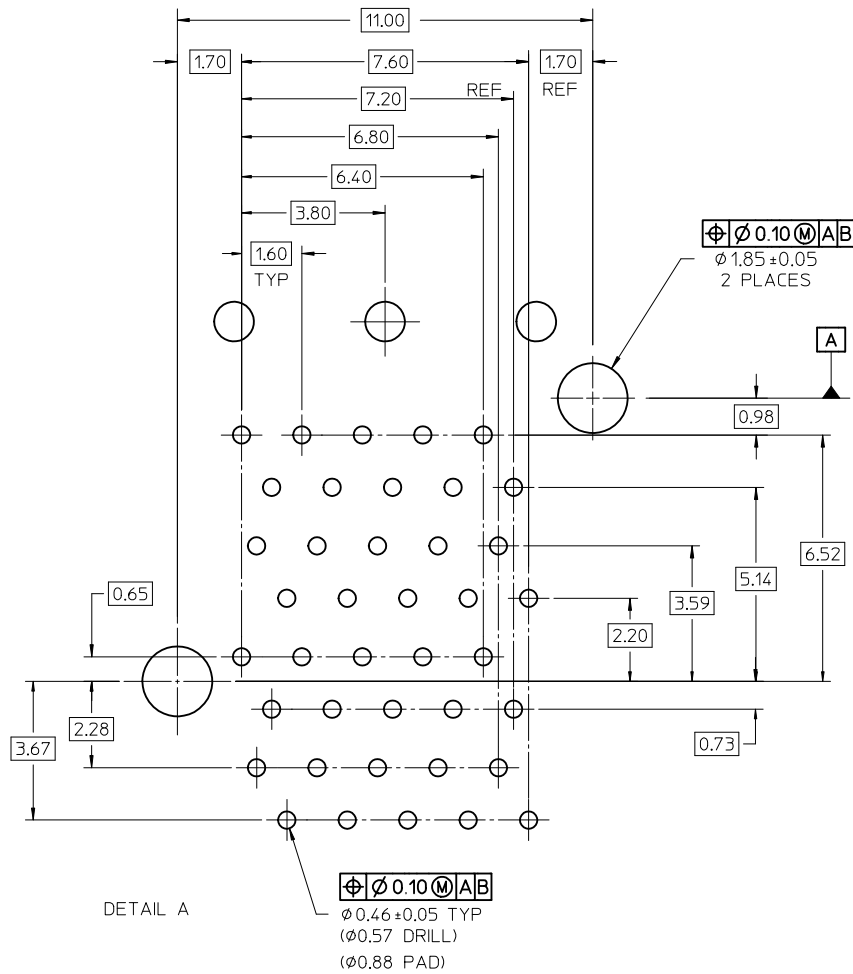 11.00
1.70
7.60
1.70
REF
REF
7.20
6.80
6.40
3.80
1.60
TYP
⌖ Ø 0.10 Ⓜ A B
Ø1.85±0.05
2 PLACES
A
0.98
6.52
5.14
3.59
0.65
2.20
2.28
3.67
0.73
DETAIL A
⌖ Ø 0.10 Ⓜ A B
Ø0.46±0.05 TYP
(Ø0.57 DRILL)
(Ø0.88 PAD)